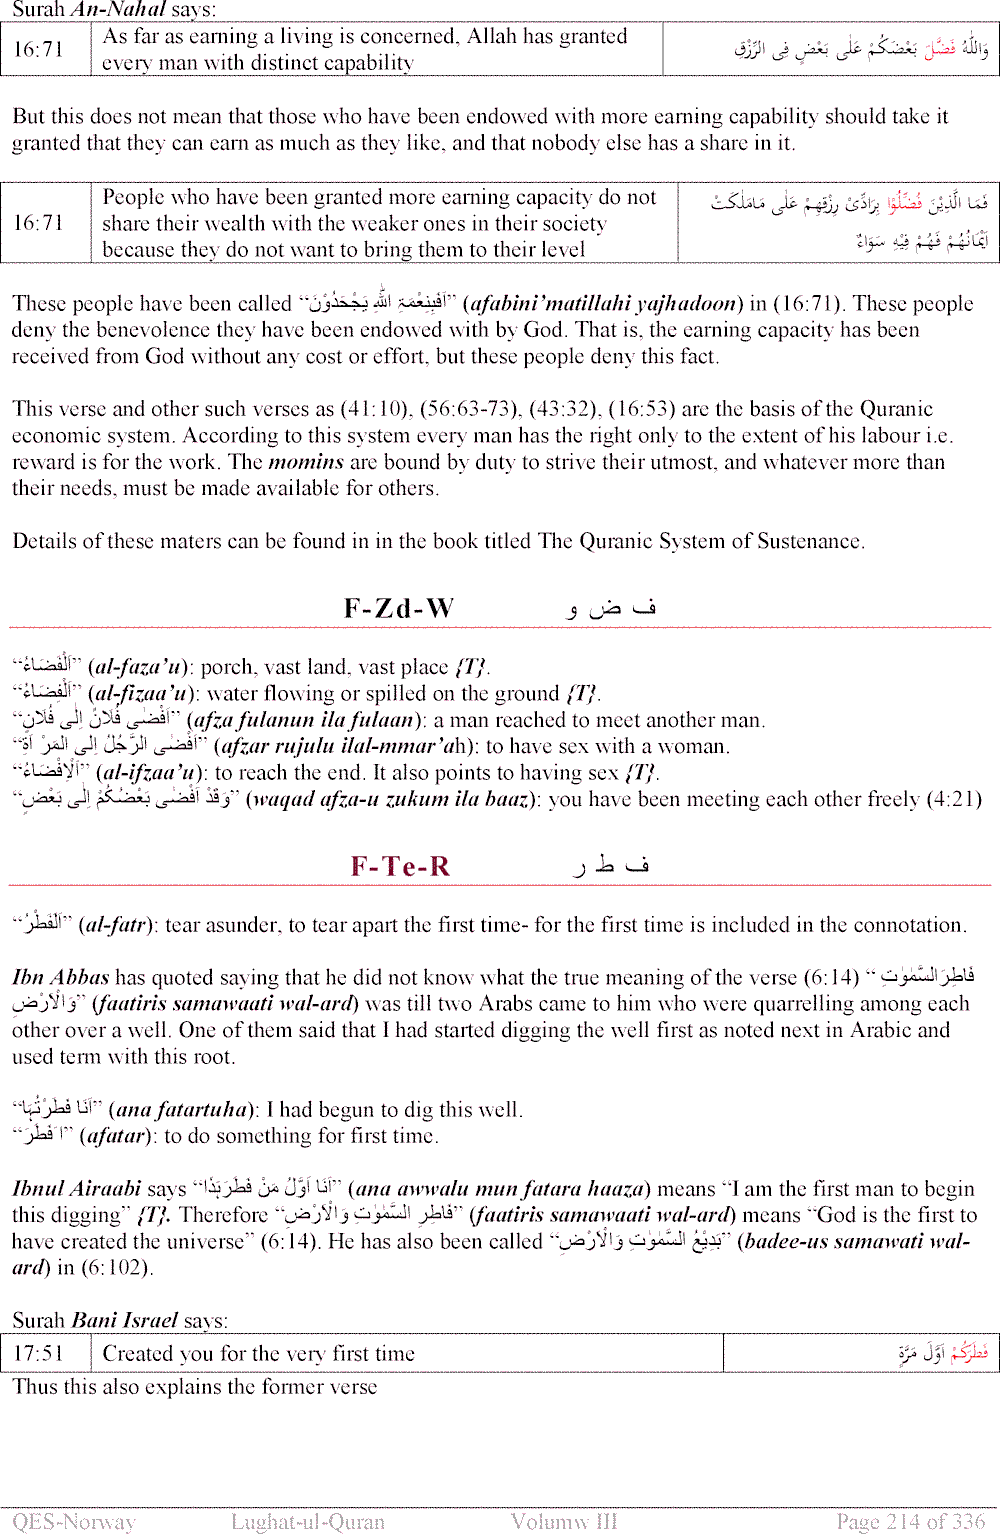 Surah An-Nahal says:
16:71 As far as earning a living is concerned, Allah has granted every man with distinct capability وَاللّٰهُ فَضَّلَ بَعْضَكُمْ عَلٰى بَعْضٍ فِى الرِّزْقِ
But this does not mean that those who have been endowed with more earning capability should take it
granted that they can earn as much as they like, and that nobody else has a share in it.
16:71 People who have been granted more earning capacity do not share their wealth with the weaker ones in their society because they do not want to bring them to their level فَمَا الَّذِيْنَ فُضِّلُوْا بِرَادِّىْ رِزْقِهِمْ عَلٰى مَامَلَكَتْ اَيْمَانُهُمْ فَهُمْ فِيْهِ سَوَاءٌ
These people have been called “اَفَبِنِعْمَۃِ اللّٰہِ یَجْحَدُوْنَ” (afabini’matillahi yajhadoon) in (16:71). These people
deny the benevolence they have been endowed with by God. That is, the earning capacity has been
received from God without any cost or effort, but these people deny this fact.
This verse and other such verses as (41:10), (56:63-73), (43:32), (16:53) are the basis of the Quranic
economic system. According to this system every man has the right only to the extent of his labour i.e.
reward is for the work. The momins are bound by duty to strive their utmost, and whatever more than
their needs, must be made available for others.
Details of these maters can be found in in the book titled The Quranic System of Sustenance.
F-Zd-W ف ض و
“اَلْفَضَاءُ” (al-faza’u): porch, vast land, vast place {T}.
“اَلْفِضَاءُ” (al-fizaa’u): water flowing or spilled on the ground {T}.
“اَفْضٰى فُلَانٌ اِلٰى فُلَانٍ” (afza fulanun ila fulaan): a man reached to meet another man.
“اَفْضٰى الرَّجُلُ اِلى المَرْ اَۃِ” (afzar rujulu ilal-mmar’ah): to have sex with a woman.
“اَلْاِفْضَاءُ” (al-ifzaa’u): to reach the end. It also points to having sex {T}.
“وَقَدْ اَفْضٰى بَعْضُكُمْ اِلٰى بَعْضٍ” (waqad afza-u zukum ila baaz): you have been meeting each other freely (4:21)
F-Te-R ف ط ر
“اَلْفَطْرُ” (al-fatr): tear asunder, to tear apart the first time- for the first time is included in the connotation.
Ibn Abbas has quoted saying that he did not know what the true meaning of the verse (6:14) “فَاطِرِالسَّمٰوٰتِ
وَالْاَرْضِ” (faatiris samawaati wal-ard) was till two Arabs came to him who were quarrelling among each
other over a well. One of them said that I had started digging the well first as noted next in Arabic and
used term with this root.
“اَنَا فَطَرْتُہَا” (ana fatartuha): I had begun to dig this well.
“ا َفَطَرَ” (afatar): to do something for first time.
Ibnul Airaabi says “اَنَا اَوَّلُ مَنْ فَطَرَہٰذَا” (ana awwalu mun fatara haaza) means “I am the first man to begin
this digging” {T}. Therefore “فَاطِرِ السَّمٰوٰتِ وَالْاَرْضِ” (faatiris samawaati wal-ard) means “God is the first to
have created the universe” (6:14). He has also been called “بَدِيْعُ السَّمٰوٰتِ وَالْاَرْضِ” (badee-us samawati wal-
ard) in (6:102).
Surah Bani Israel says:
17:51 Created you for the very first time فَطَرَكُمْ اَوَّلَ مَرَّةٍ
Thus this also explains the former verse
QES-Norway Lughat-ul-Quran Volumw III Page 214 of 336